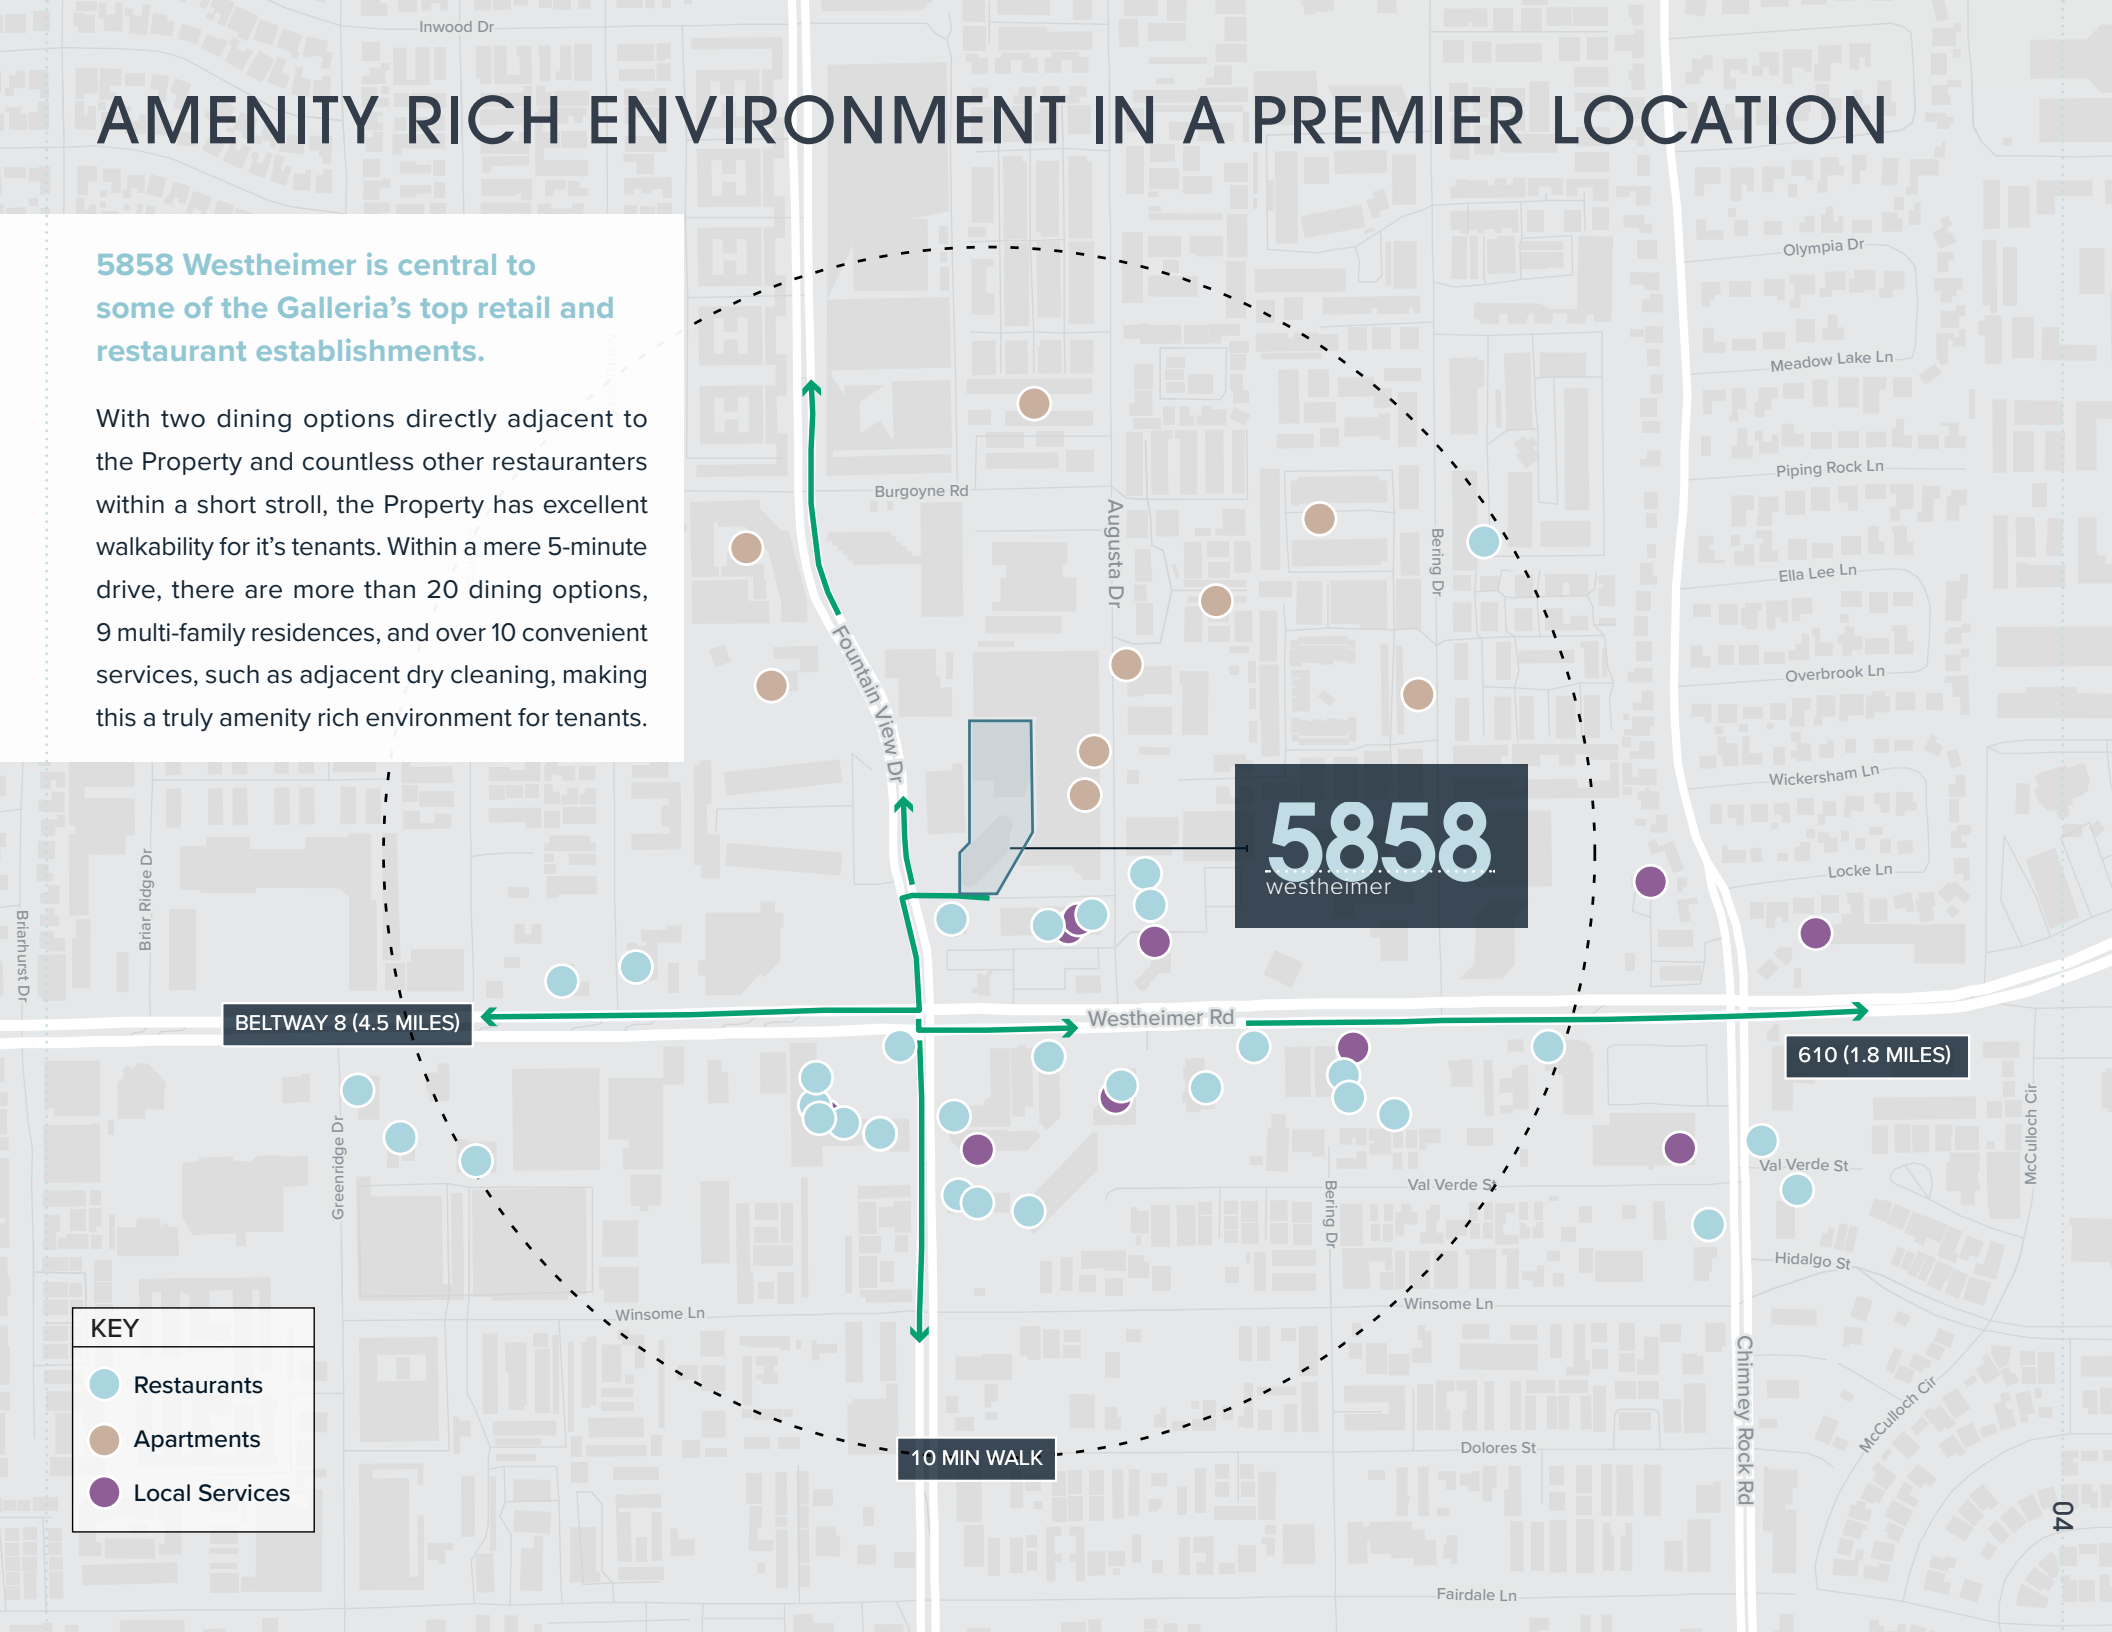 Inwood Dr
AMENITY RICH ENVIRONMENT IN A PREMIER LOCATION
5858 Westheimer is central to
some of the Galleria’s top retail and
restaurant establishments.
With two dining options directly adjacent to
the Property and countless other restauranters
within a short stroll, the Property has excellent
walkability for it’s tenants. Within a mere 5-minute
drive, there are more than 20 dining options,
9 multi-family residences, and over 10 convenient
services, such as adjacent dry cleaning, making
this a truly amenity rich environment for tenants.
Olympia Dr
Meadow Lake Ln
Piping Rock Ln
Burgoyne Rd
Augusta Dr
Bering Dr
Ella Lee Ln
Fountain View Dr
Overbrook Ln
Wickersham Ln
5858
westheimer
Locke Ln
Briar Ridge Dr
Briarhurst Dr
BELTWAY 8 (4.5 MILES)
Westheimer Rd
610 (1.8 MILES)
Greenridge Dr
McCulloch Cir
Val Verde St
Val Verde St
Bering Dr
Hidalgo St
Winsome Ln
Winsome Ln
KEY
Restaurants
Apartments
Local Services
Chimney Rock Rd
McCulloch Cir
10 MIN WALK
Dolores St
Fairdale Ln
04